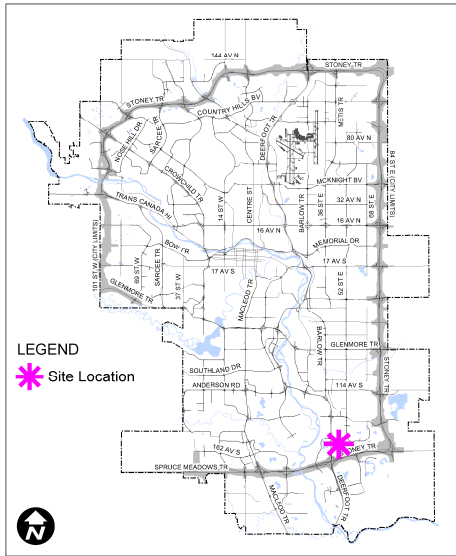 144 AV N
STONEY TR
STONEY TR
COUNTRY HILLS BV
METIS TR
DEERFOOT TR
NOSE HILL DR
SARCEE TR
80 AV N
CROWCHILD TR
84 ST E (CITY LIMITS)
MCKNIGHT BV
TRANS CANADA HI
14 ST W
CENTRE ST
BARLOW TR
36 ST E
32 AV N
68 ST E
16 AV N
16 AV N
101 ST W (CITY LIMITS)
BOW TR
MEMORIAL DR
69 ST W
SARCEE TR
37 ST W
17 AV S
17 AV S
52 ST E
GLENMORE TR
MACLEOD TR
BARLOW TR
GLENMORE TR
STONEY TR
LEGEND
Site Location
SOUTHLAND DR
ANDERSON RD
114 AV S
162 AV S
SPRUCE MEADOWS TR
MACLEOD TR
DEERFOOT TR
N